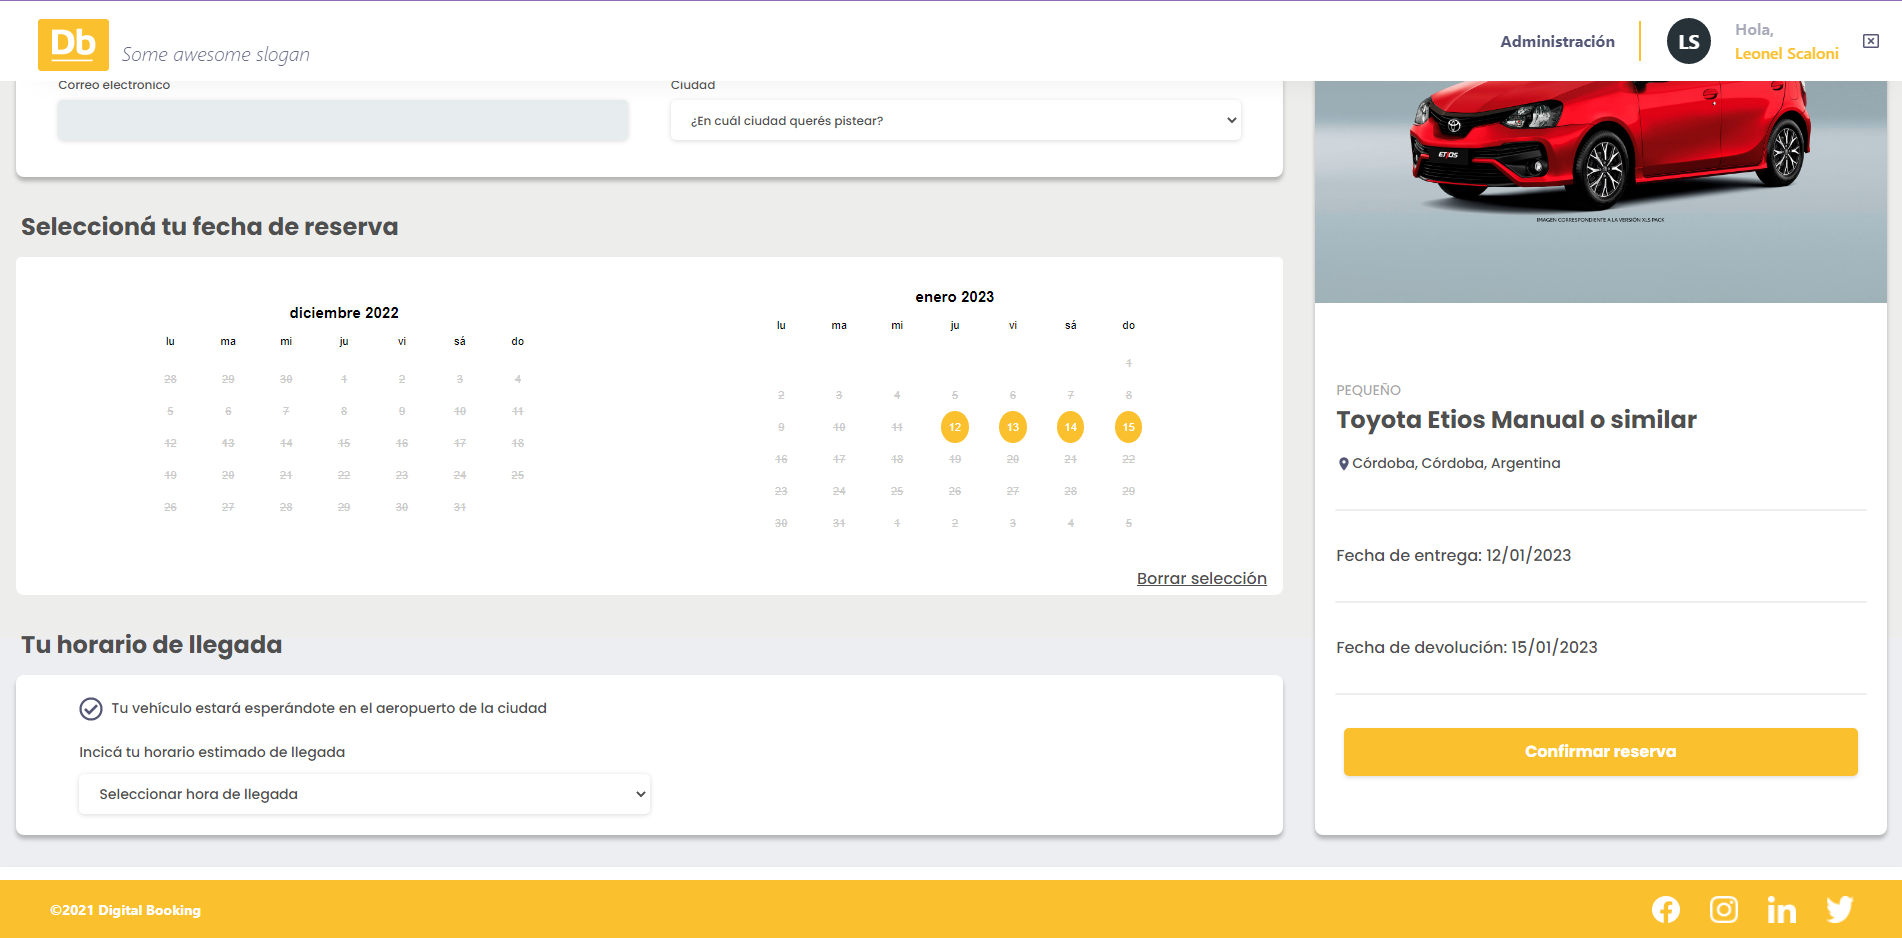 Db
Some awesome slogan
Administración
LS
Hola,
Leonel Scaloni
Correo electrónico
Ciudad
¿En cuál ciudad querés pistear?
Seleccioná tu fecha de reserva
diciembre 2022
lu ma mi ju vi sá do
28 29 30 1 2 3 4
5 6 7 8 9 10 11
12 13 14 15 16 17 18
19 20 21 22 23 24 25
26 27 28 29 30 31
enero 2023
lu ma mi ju vi sá do
1
2 3 4 5 6 7 8
9 10 11 12 13 14 15
16 17 18 19 20 21 22
23 24 25 26 27 28 29
30 31 1 2 3 4 5
Borrar selección
Tu horario de llegada
Tu vehículo estará esperándote en el aeropuerto de la ciudad
Incicá tu horario estimado de llegada
Seleccionar hora de llegada
ETIOS
IMAGEN CORRESPONDIENTE A LA VERSIÓN XLS PACK
PEQUEÑO
Toyota Etios Manual o similar
Córdoba, Córdoba, Argentina
Fecha de entrega: 12/01/2023
Fecha de devolución: 15/01/2023
Confirmar reserva
©2021 Digital Booking